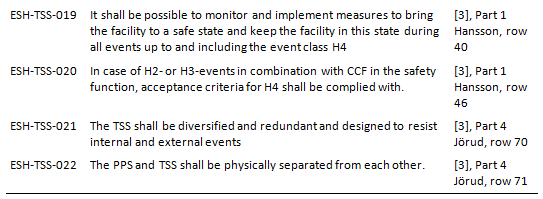 ESH-TSS-019 It shall be possible to monitor and implement measures to bring [3], Part 1
the facility to a safe state and keep the facility in this state during Hansson, row
all events up to and including the event class H4 40
ESH-TSS-020 In case of H2- or H3-events in combination with CCF in the safety [3], Part 1
function, acceptance criteria for H4 shall be complied with. Hansson, row
46
ESH-TSS-021 The TSS shall be diversified and redundant and designed to resist [3], Part 4
internal and external events Jörud, row 70
ESH-TSS-022 The PPS and TSS shall be physically separated from each other. [3], Part 4
Jörud, row 71